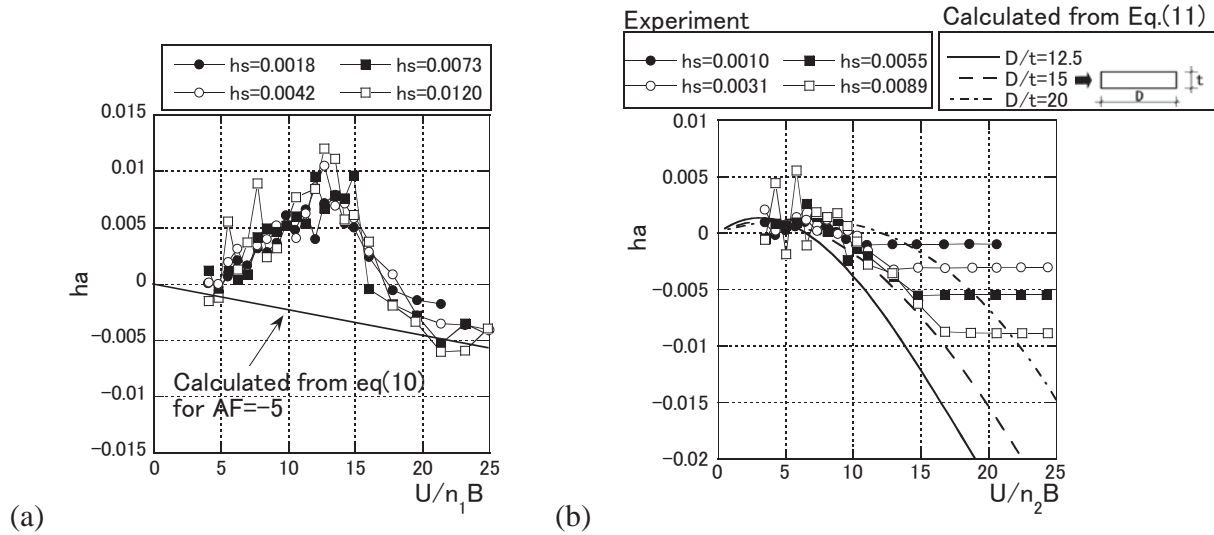 hs=0.0018 hs=0.0073
hs=0.0042 hs=0.0120
0.015
0.01
0.005
0
−0.005
−0.01
−0.015
ha
Calculated from eq(10)
for AF=−5
0 5 10 15 20 25
U/n1B
(a)
Experiment
hs=0.0010 hs=0.0055
hs=0.0031 hs=0.0089
Calculated from Eq.(11)
D/t=12.5
D/t=15
D/t=20
t
D
0.01
0.005
0
−0.005
−0.01
−0.015
−0.02
ha
0 5 10 15 20 25
U/n2B
(b)